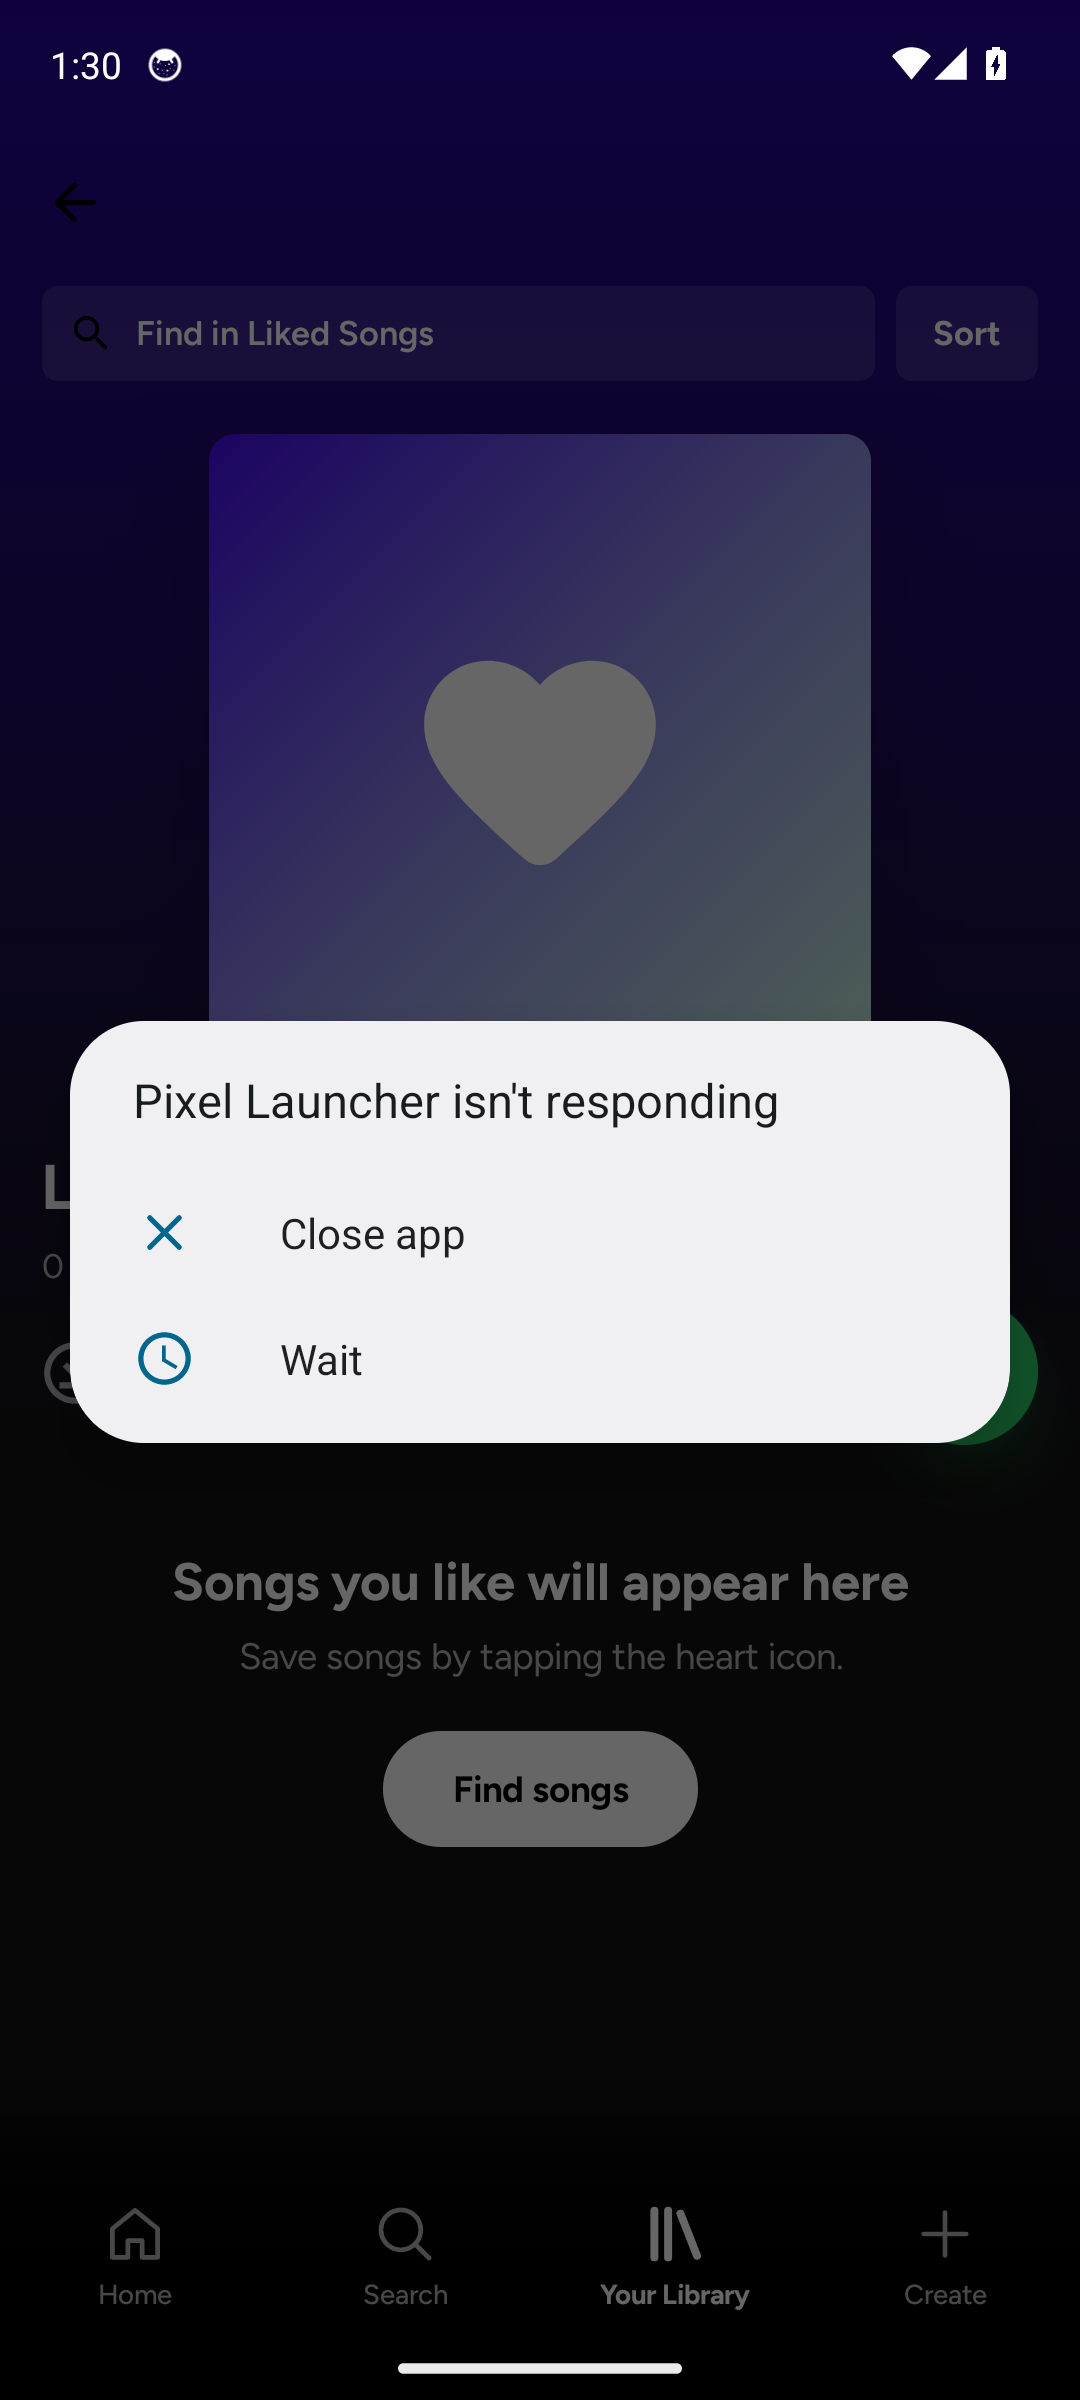 1:30
Find in Liked Songs
Sort
Pixel Launcher isn't responding
L
0
Close app
Wait
Songs you like will appear here
Save songs by tapping the heart icon.
Find songs
Home
Search
Your Library
Create